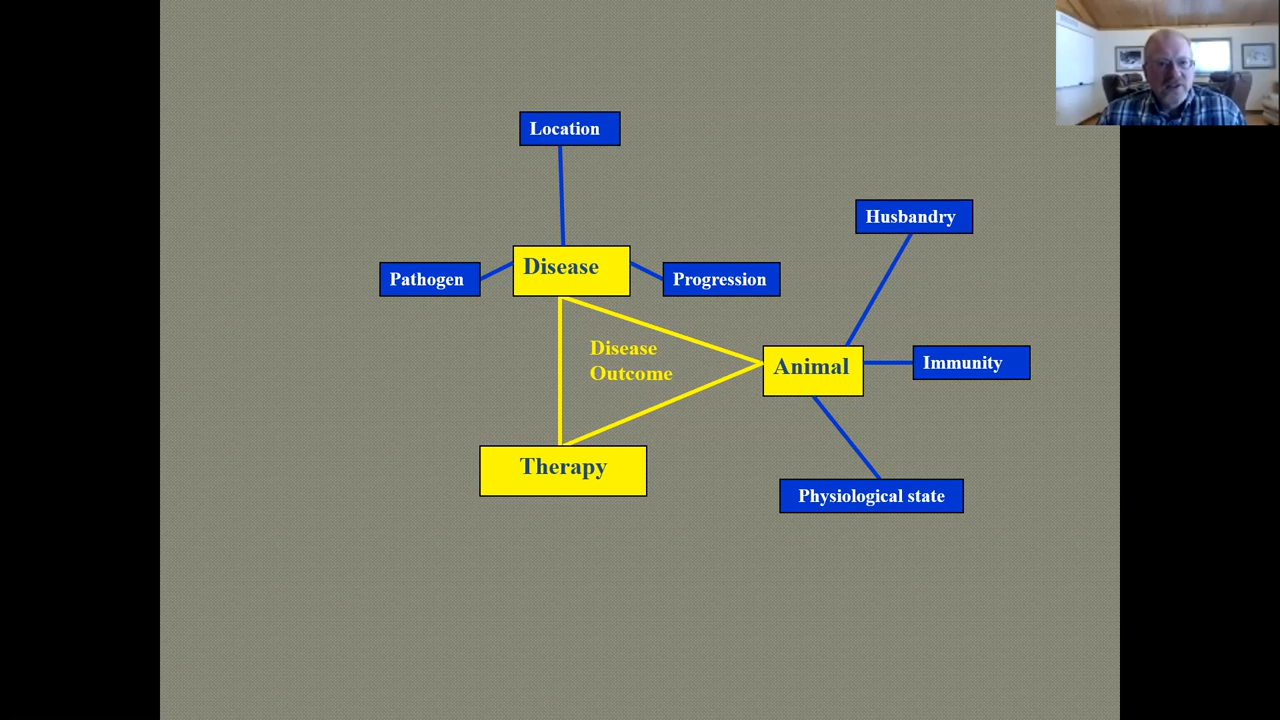 Location
Husbandry
Disease
Pathogen
Progression
Disease
Outcome
Animal
Immunity
Therapy
Physiological state